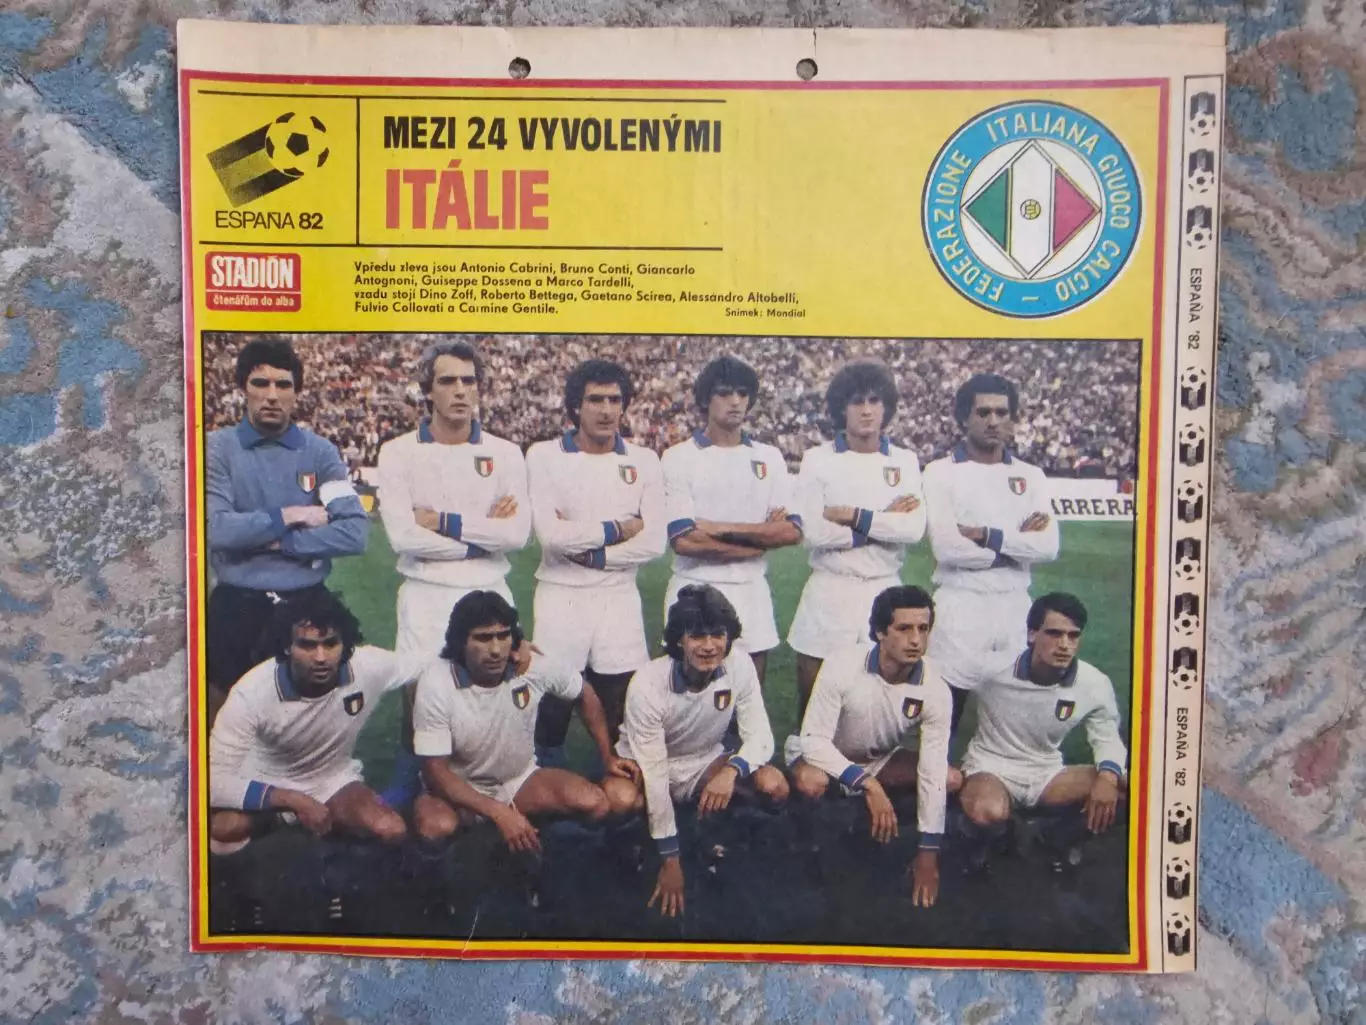 MEZI 24 VYVOLENÝMI
ITÁLIE
ESPAÑA 82
STADIÓN
čtenářům do alba
Vpředu zleva jsou Antonio Cabrini, Bruno Conti, Giancarlo
Antognoni, Guiseppe Dossena a Marco Tardelli,
vzadu stojí Dino Zoff, Roberto Bettega, Gaetano Scirea, Alessandro Altobelli,
Fulvio Collovati a Carmine Gentile.
Snímek: Mondial
FEDERAZIONE ITALIANA GIUOCO CALCIO
ESPAÑA '82
ARRERA
ESPAÑA '82